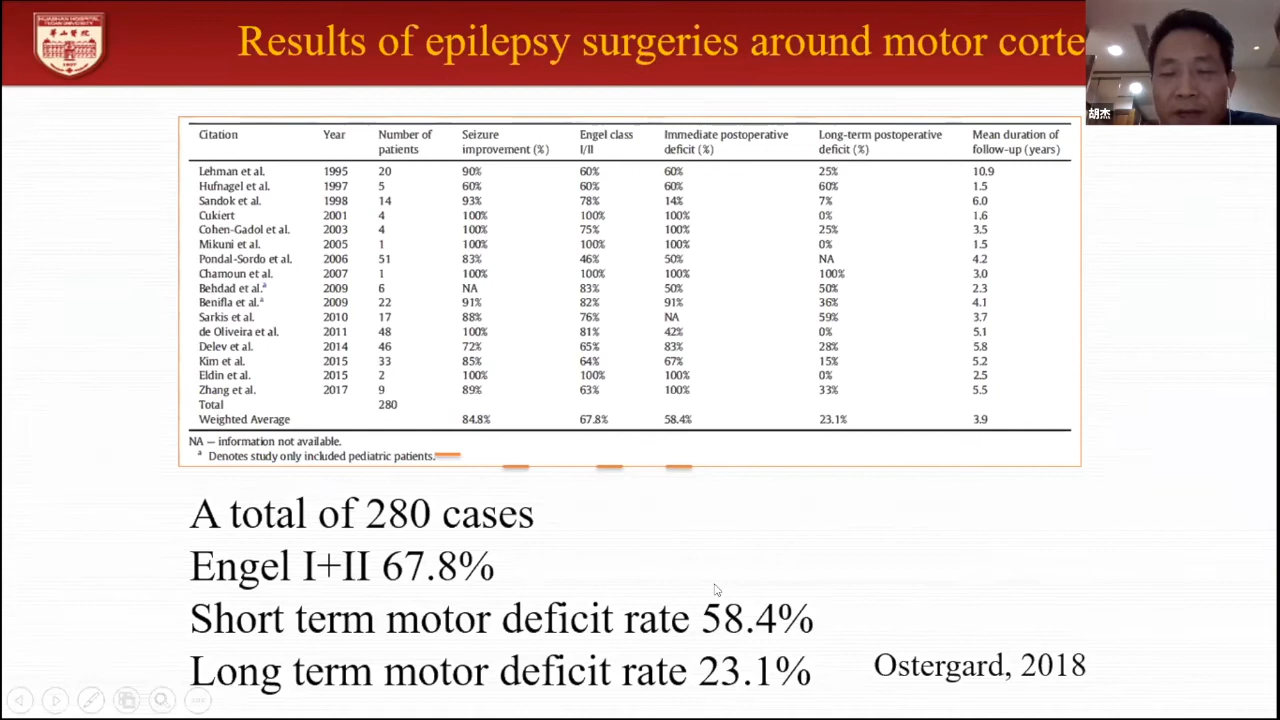 HUASHAN HOSPITAL
FUDAN UNIVERSITY
華山醫院
1907
Results of epilepsy surgeries around motor corte
胡杰
Citation Year Number of patients Seizure improvement (%) Engel class I/II Immediate postoperative deficit (%) Long-term postoperative deficit (%) Mean duration of follow-up (years)
Lehman et al. 1995 20 90% 60% 60% 25% 10.9
Hufnagel et al. 1997 5 60% 60% 60% 60% 1.5
Sandok et al. 1998 14 93% 78% 14% 7% 6.0
Cukiert 2001 4 100% 100% 100% 0% 1.6
Cohen-Gadol et al. 2003 4 100% 75% 100% 25% 3.5
Mikuni et al. 2005 1 100% 100% 100% 0% 1.5
Pondal-Sordo et al. 2006 51 83% 46% 50% NA 4.2
Chamoun et al. 2007 1 100% 100% 100% 100% 3.0
Behdad et al.a 2009 6 NA 83% 50% 50% 2.3
Benifla et al.a 2009 22 91% 82% 91% 36% 4.1
Sarkis et al. 2010 17 88% 76% NA 59% 3.7
de Oliveira et al. 2011 48 100% 81% 42% 0% 5.1
Delev et al. 2014 46 72% 65% 83% 28% 5.8
Kim et al. 2015 33 85% 64% 67% 15% 5.2
Eldin et al. 2015 2 100% 100% 100% 0% 2.5
Zhang et al. 2017 9 89% 63% 100% 33% 5.5
Total 280
Weighted Average 84.8% 67.8% 58.4% 23.1% 3.9
NA — information not available.
a Denotes study only included pediatric patients.
A total of 280 cases
Engel I+II 67.8%
Short term motor deficit rate 58.4%
Long term motor deficit rate 23.1%
Ostergard, 2018